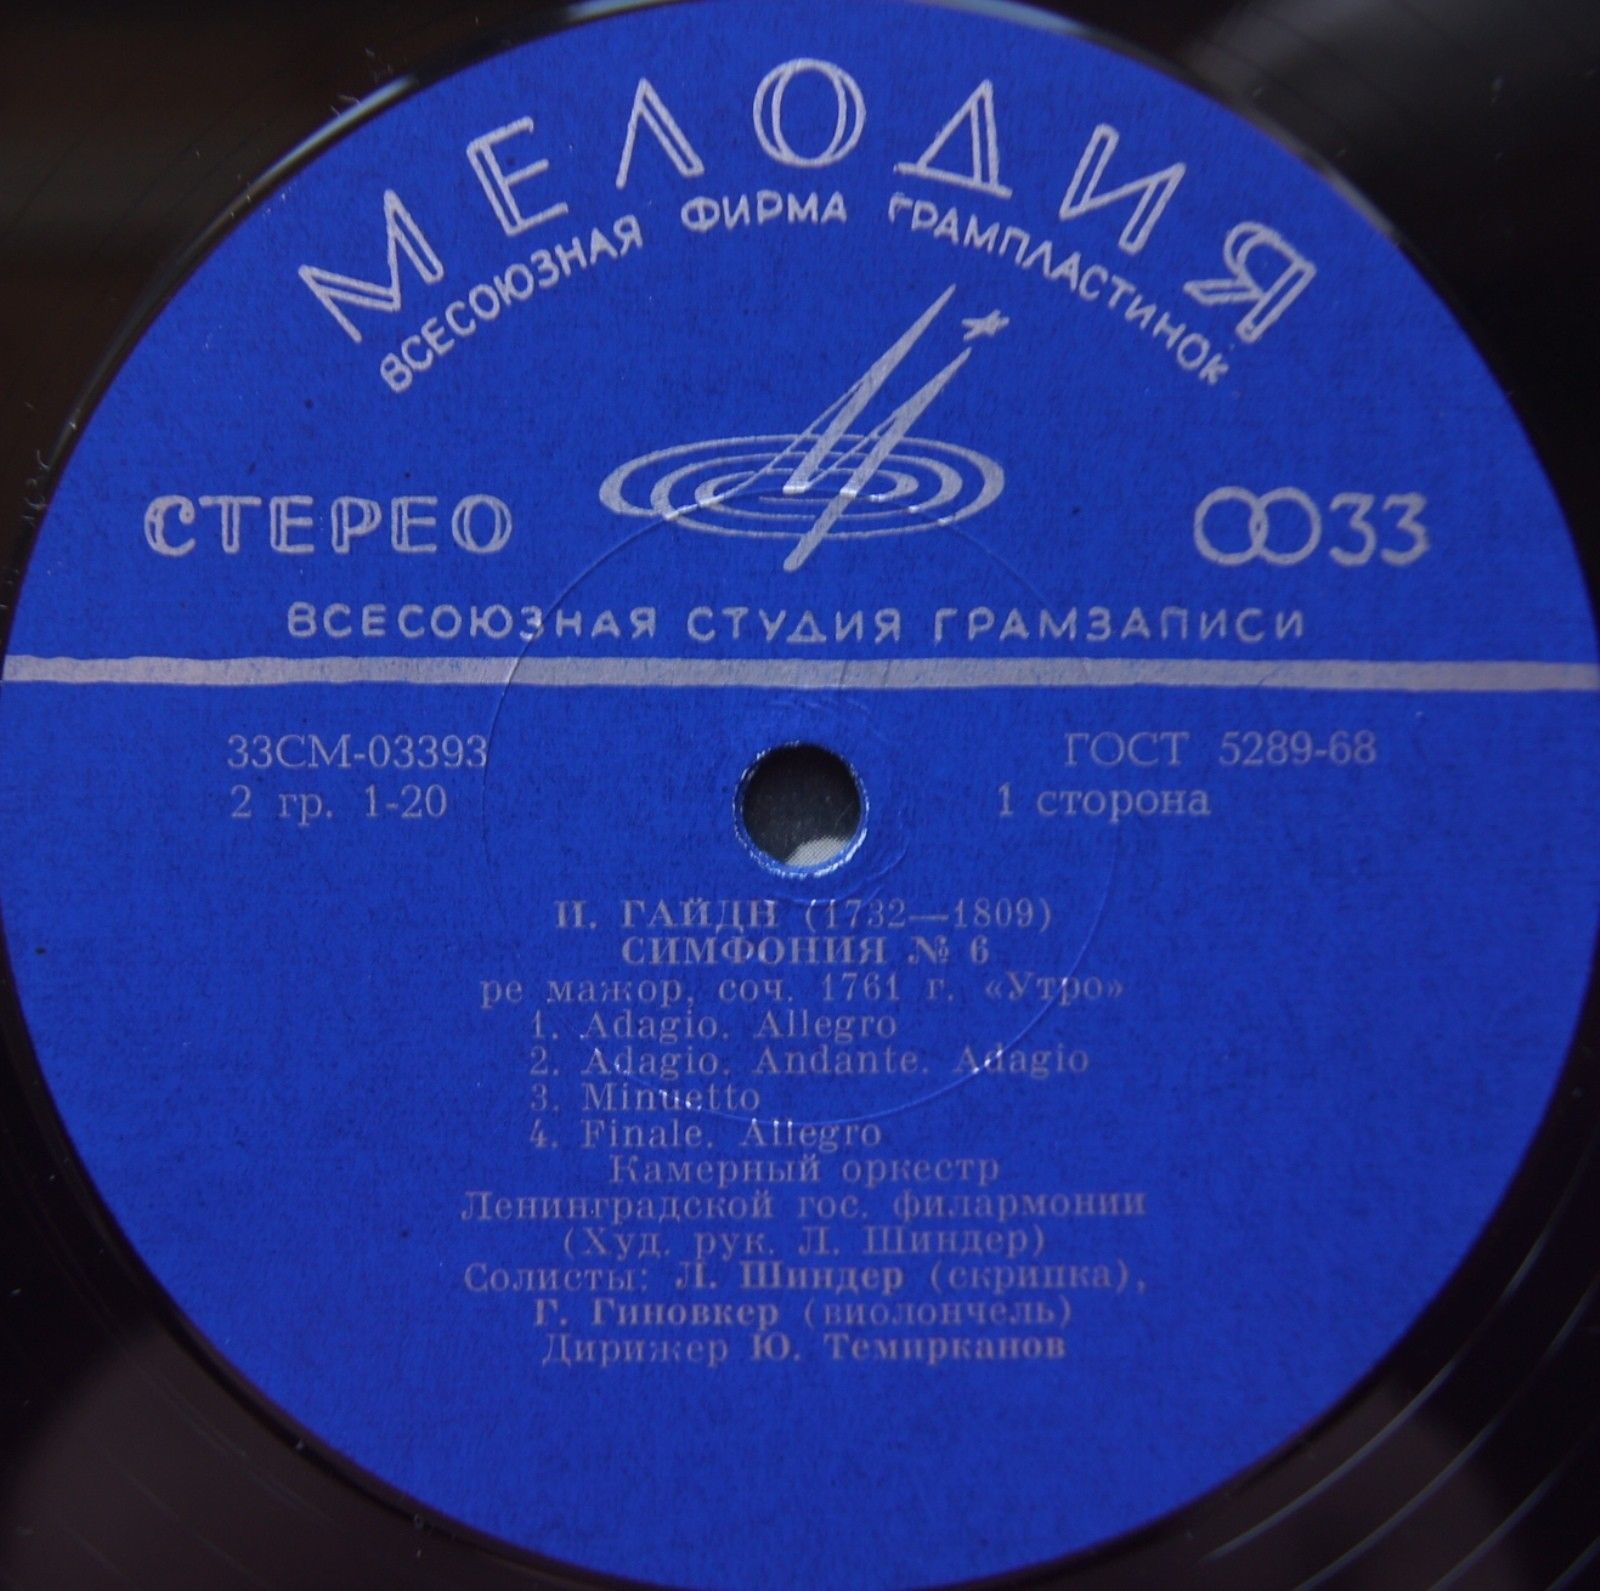 МЕЛОДИЯ
ВСЕСОЮЗНАЯ ФИРМА ГРАМПЛАСТИНОК
СТЕРЕО
33
ВСЕСОЮЗНАЯ СТУДИЯ ГРАМЗАПИСИ
33СМ-03393
ГОСТ 5289-68
2 гр. 1-20
1 сторона
И. ГАЙДН (1732—1809)
СИМФОНИЯ № 6
ре мажор, соч. 1761 г. «Утро»
1. Adagio. Allegro
2. Adagio. Andante. Adagio
3. Minuetto
4. Finale. Allegro
Камерный оркестр
Ленинградской гос. филармонии
(Худ. рук. Л. Шиндер)
Солисты: Л. Шиндер (скрипка),
Г. Гиновкер (виолончель)
Дирижер Ю. Темирканов